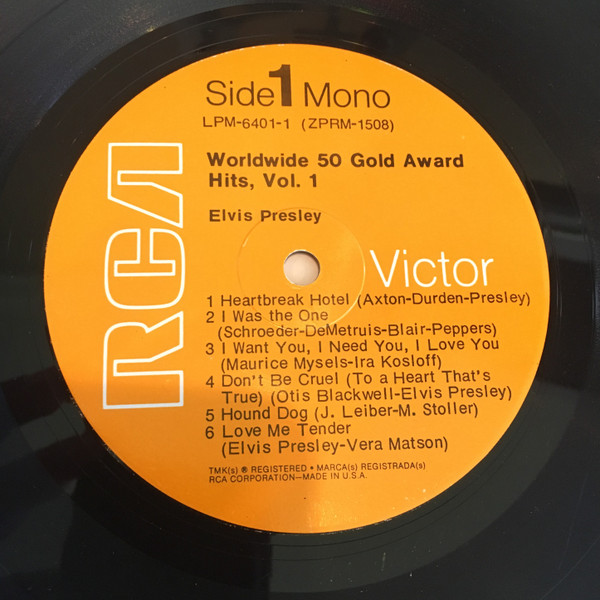 Side 1 Mono
LPM-6401-1 (ZPRM-1508)
Worldwide 50 Gold Award
Hits, Vol. 1
Elvis Presley
RCA
Victor
1 Heartbreak Hotel (Axton-Durden-Presley)
2 I Was the One
(Schroeder-DeMetruis-Blair-Peppers)
3 I Want You, I Need You, I Love You
(Maurice Mysels-Ira Kosloff)
4 Don't Be Cruel (To a Heart That's
True) (Otis Blackwell-Elvis Presley)
5 Hound Dog (J. Leiber-M. Stoller)
6 Love Me Tender
(Elvis Presley-Vera Matson)
TMK(s) ® REGISTERED • MARCA(s) REGISTRADA(s)
RCA CORPORATION—MADE IN U.S.A.